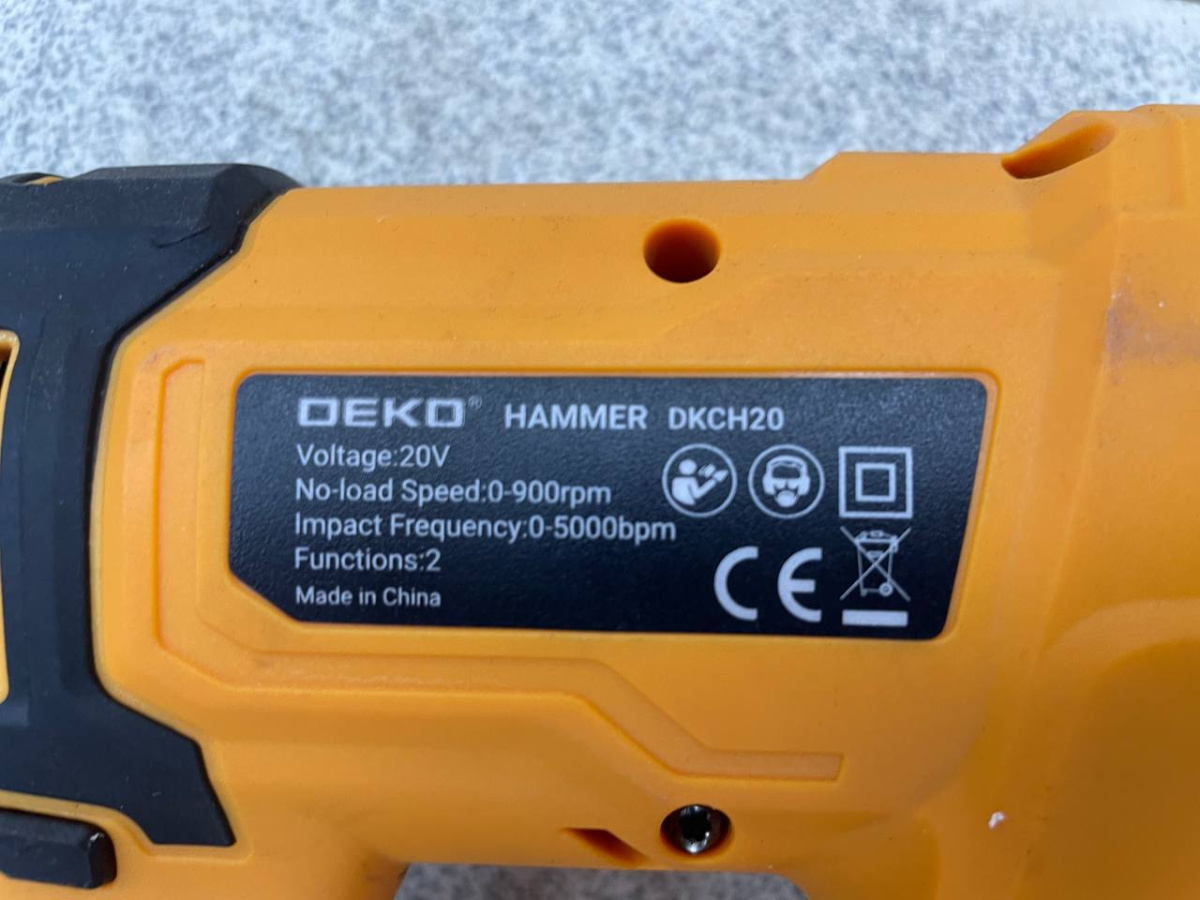 DEKO® HAMMER DKCH20
Voltage:20V
No-load Speed:0-900rpm
Impact Frequency:0-5000bpm
Functions:2
Made in China
CE